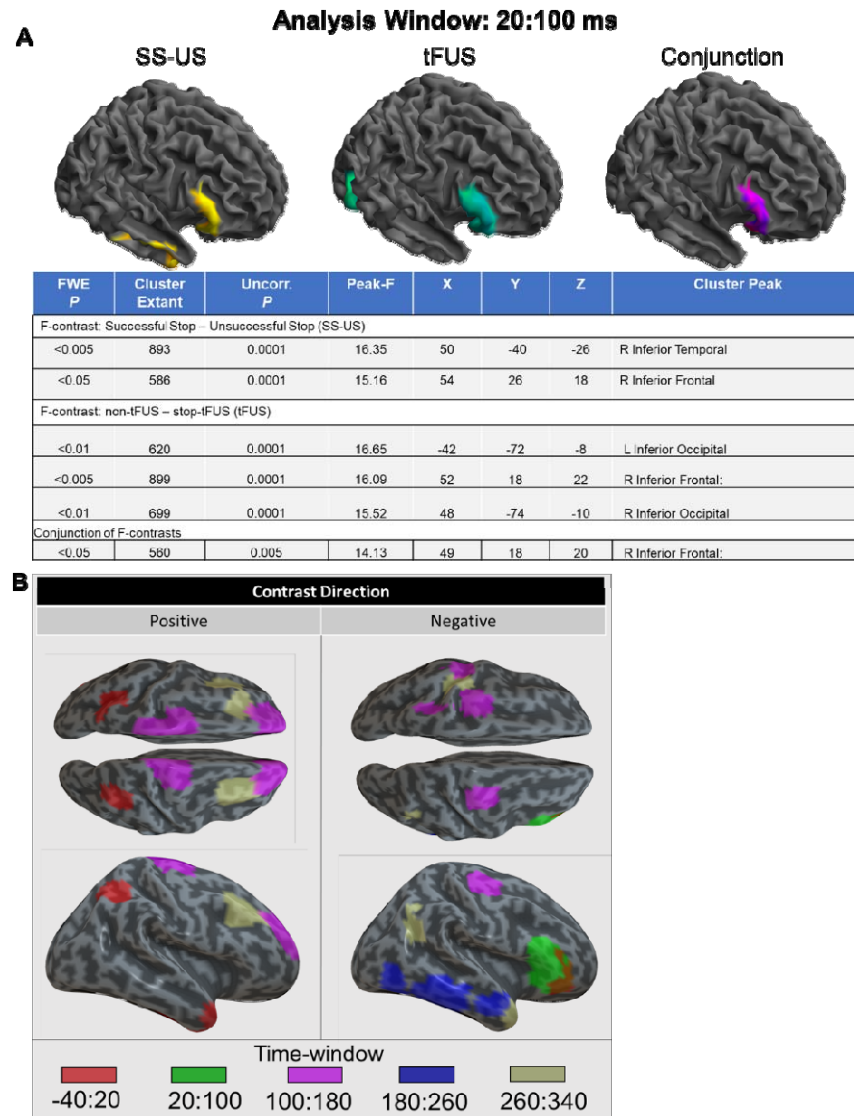 Analysis Window: 20:100 ms
A
SS-US tFUS Conjunction
FWE P Cluster Extant Uncorr. P Peak-F X Y Z Cluster Peak
F-contrast: Successful Stop – Unsuccessful Stop (SS-US)
<0.005 893 0.0001 16.35 50 -40 -26 R Inferior Temporal
<0.05 586 0.0001 15.16 54 26 18 R Inferior Frontal
F-contrast: non-tFUS – stop-tFUS (tFUS)
<0.01 620 0.0001 16.65 -42 -72 -8 L Inferior Occipital
<0.005 899 0.0001 16.09 52 18 22 R Inferior Frontal:
<0.01 699 0.0001 15.52 48 -74 -10 R Inferior Occipital
Conjunction of F-contrasts
<0.05 560 0.005 14.13 49 18 20 R Inferior Frontal:
B
Contrast Direction
Positive Negative
Time-window
-40:20 20:100 100:180 180:260 260:340